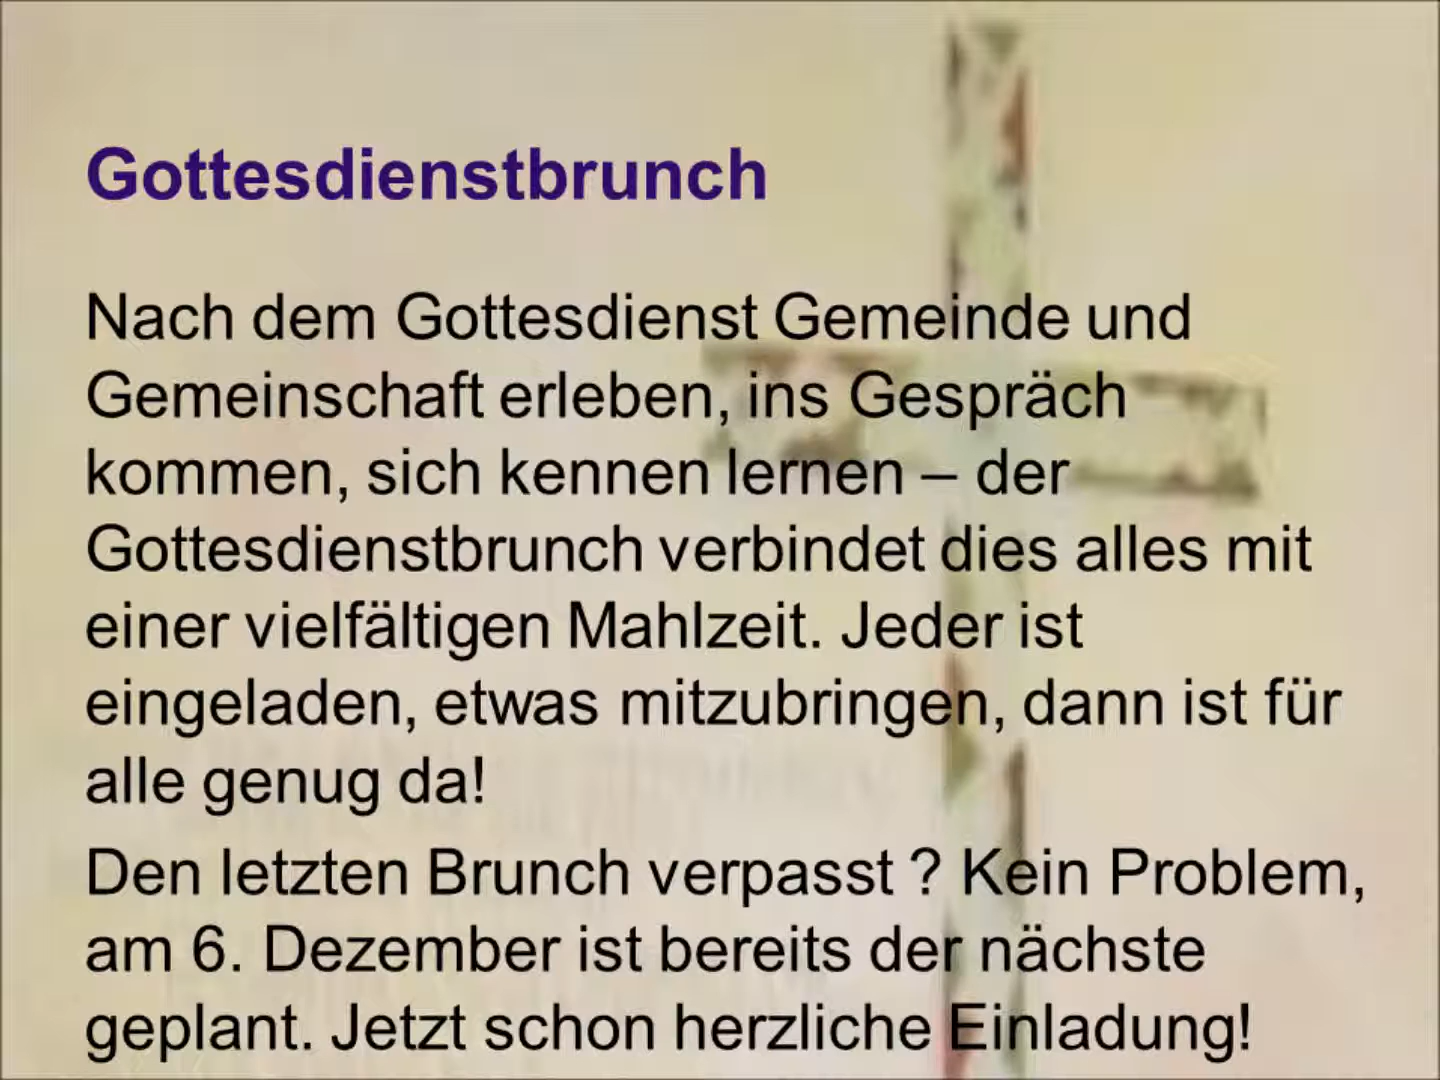 Gottesdienstbrunch
Nach dem Gottesdienst Gemeinde und
Gemeinschaft erleben, ins Gespräch
kommen, sich kennen lernen – der
Gottesdienstbrunch verbindet dies alles mit
einer vielfältigen Mahlzeit. Jeder ist
eingeladen, etwas mitzubringen, dann ist für
alle genug da!
Den letzten Brunch verpasst ? Kein Problem,
am 6. Dezember ist bereits der nächste
geplant. Jetzt schon herzliche Einladung!